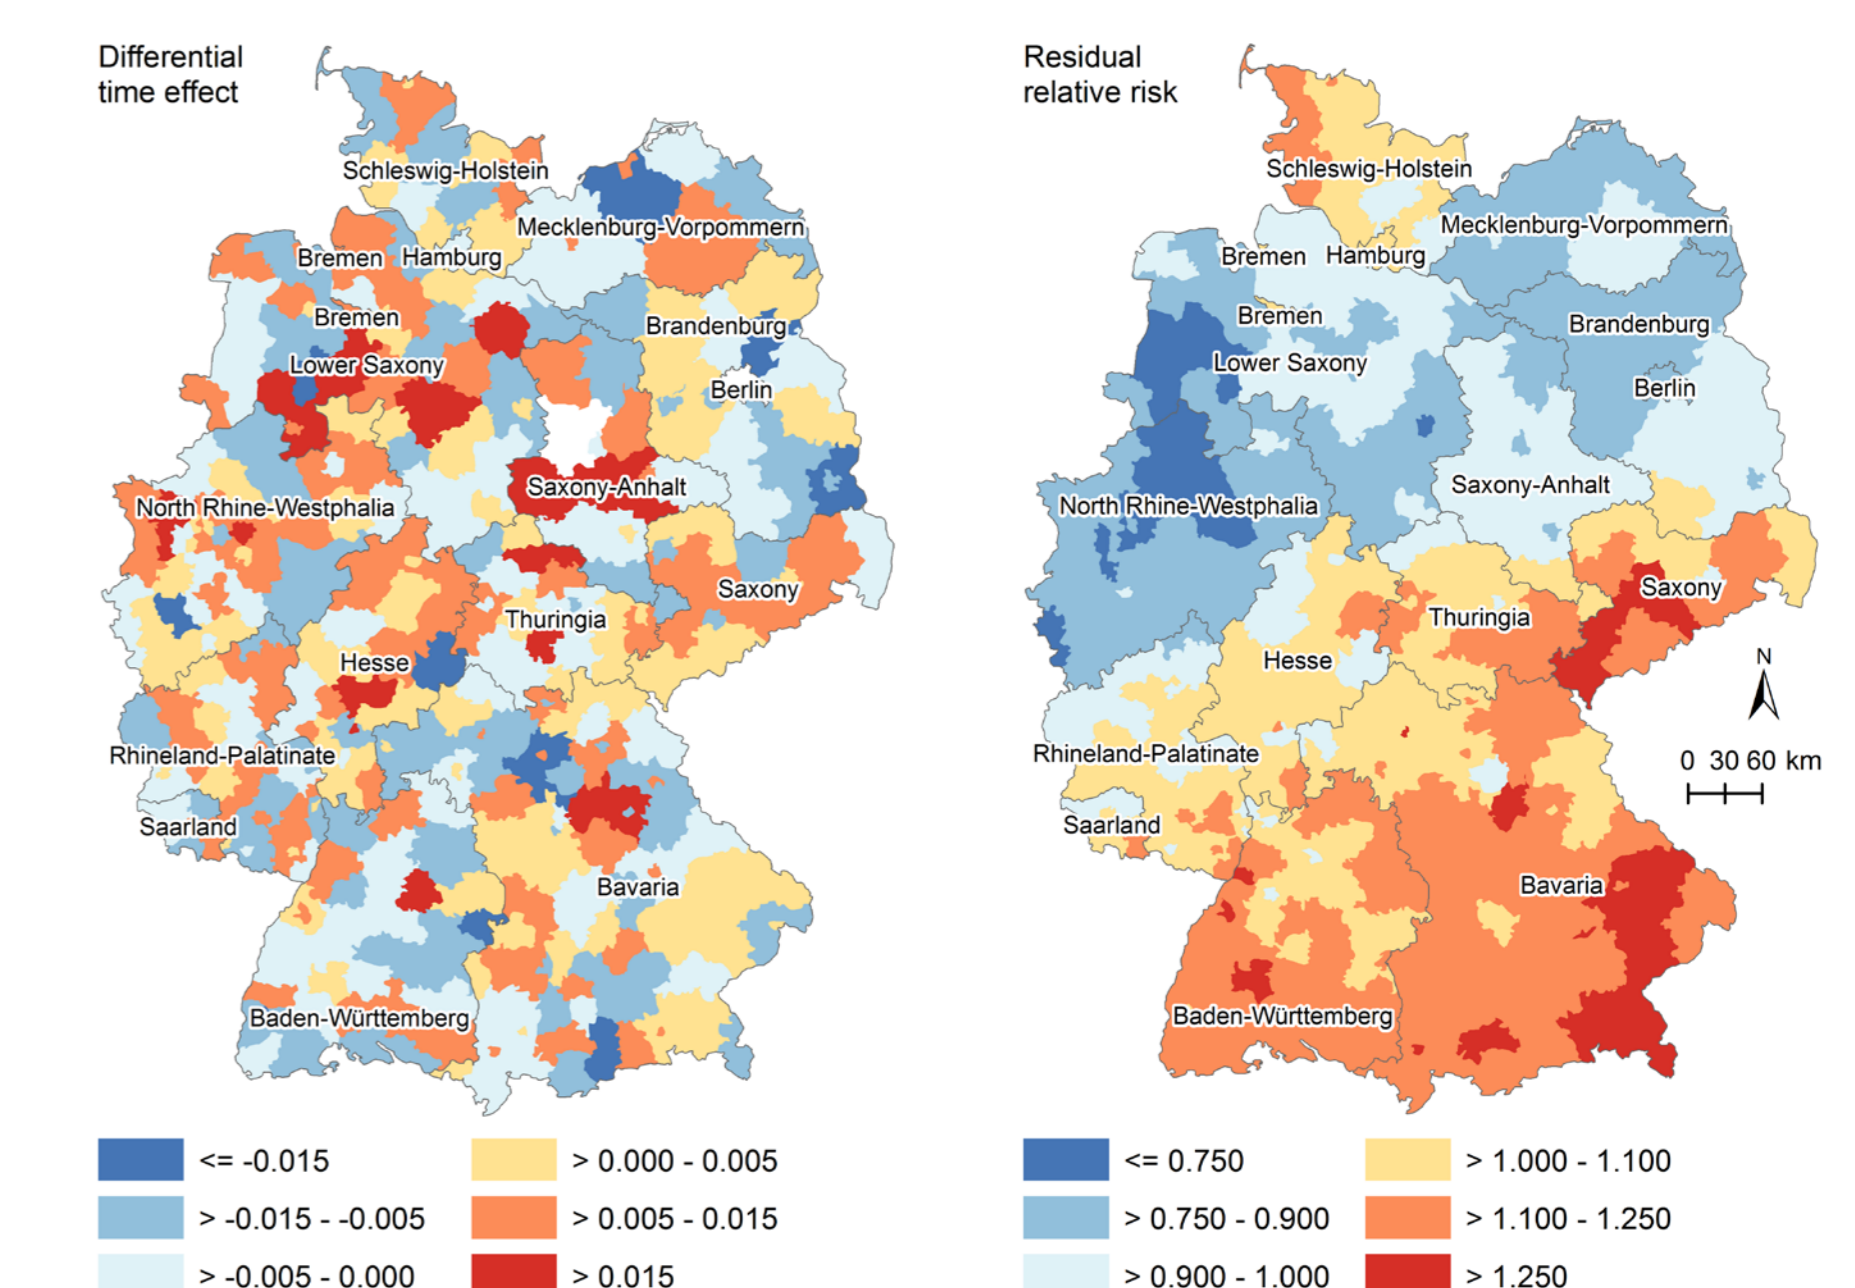 Differential
time effect
Schleswig-Holstein
Mecklenburg-Vorpommern
Bremen
Hamburg
Bremen
Brandenburg
Lower Saxony
Berlin
Saxony-Anhalt
North Rhine-Westphalia
Saxony
Thuringia
Hesse
Rhineland-Palatinate
Saarland
Bavaria
Baden-Württemberg
<= -0.015
> -0.015 - -0.005
> -0.005 - 0.000
> 0.000 - 0.005
> 0.005 - 0.015
> 0.015
Residual
relative risk
Schleswig-Holstein
Mecklenburg-Vorpommern
Bremen
Hamburg
Bremen
Brandenburg
Lower Saxony
Berlin
Saxony-Anhalt
North Rhine-Westphalia
Saxony
Thuringia
Hesse
N
Rhineland-Palatinate
0 30 60 km
Saarland
Bavaria
Baden-Württemberg
<= 0.750
> 0.750 - 0.900
> 0.900 - 1.000
> 1.000 - 1.100
> 1.100 - 1.250
> 1.250